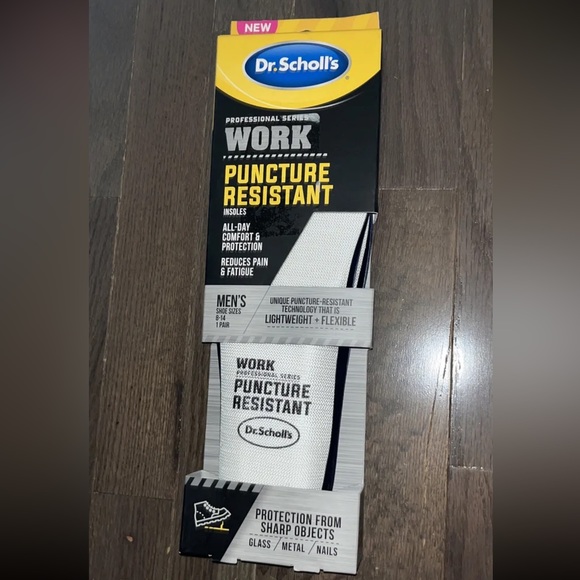 NEW
Dr.Scholl's
PROFESSIONAL SERIES
WORK
PUNCTURE
RESISTANT
INSOLES
ALL-DAY
COMFORT &
PROTECTION
REDUCES PAIN
& FATIGUE
MEN'S
SHOE SIZES
8-14
1 PAIR
UNIQUE PUNCTURE-RESISTANT
TECHNOLOGY THAT IS
LIGHTWEIGHT + FLEXIBLE
WORK
PROFESSIONAL SERIES
PUNCTURE
RESISTANT
Dr.Scholl's
PROTECTION FROM
SHARP OBJECTS
GLASS / METAL / NAILS